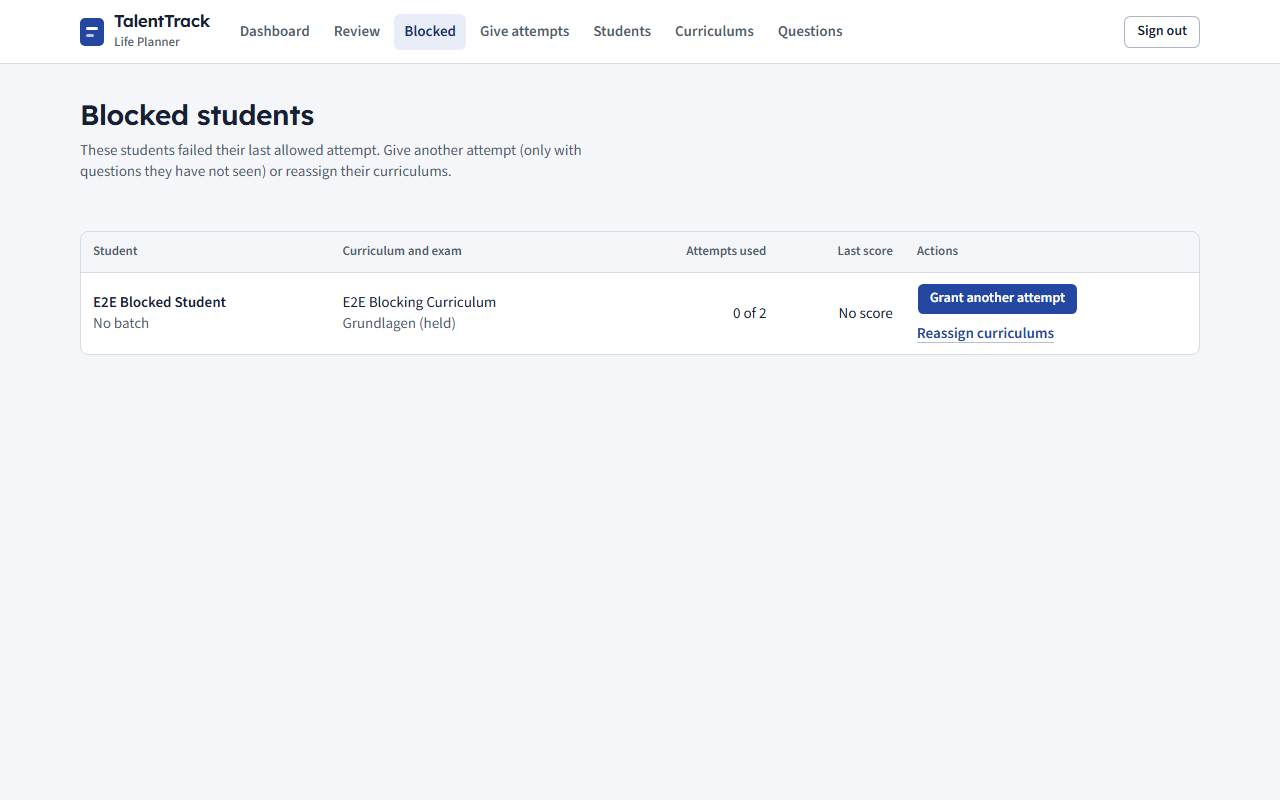 TalentTrack
Life Planner
Dashboard
Review
Blocked
Give attempts
Students
Curriculums
Questions
Sign out
Blocked students
These students failed their last allowed attempt. Give another attempt (only with
questions they have not seen) or reassign their curriculums.
Student
Curriculum and exam
Attempts used
Last score
Actions
E2E Blocked Student
No batch
E2E Blocking Curriculum
Grundlagen (held)
0 of 2
No score
Grant another attempt
Reassign curriculums